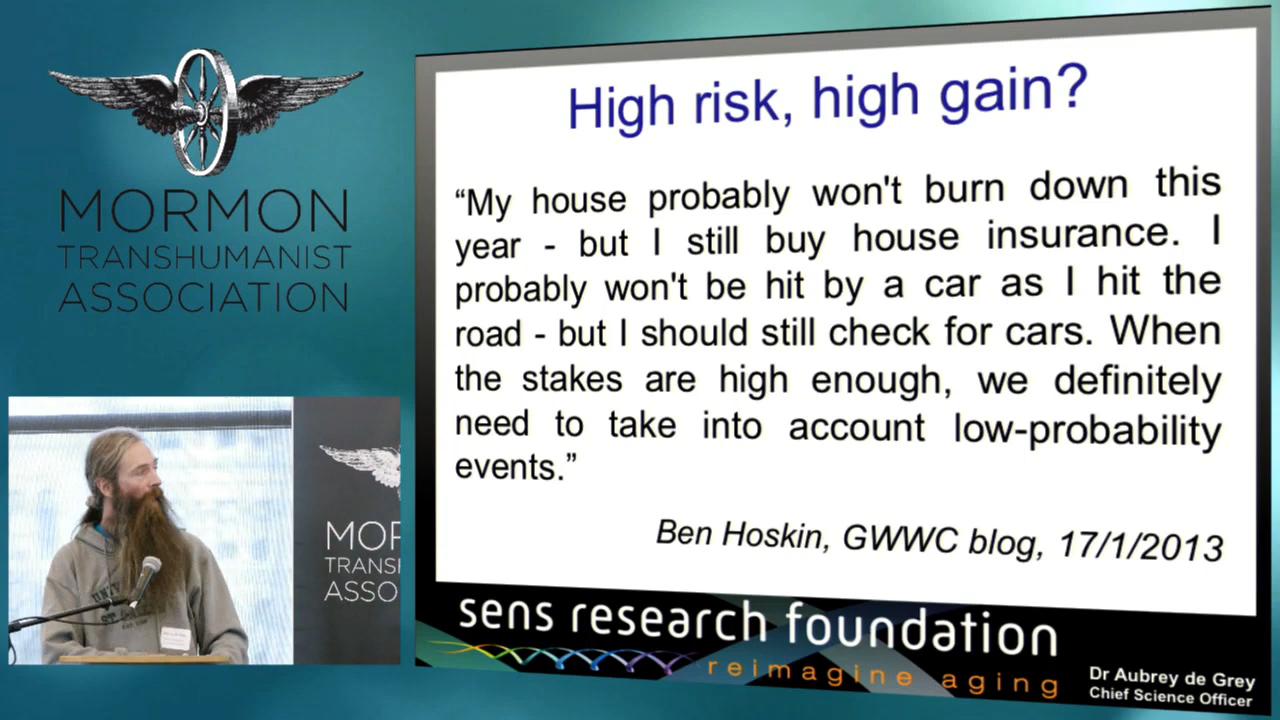 MORMON
TRANSHUMANIST
ASSOCIATION
High risk, high gain?
“My house probably won't burn down this
year - but I still buy house insurance. I
probably won't be hit by a car as I hit the
road - but I should still check for cars. When
the stakes are high enough, we definitely
need to take into account low-probability
events.”
Ben Hoskin, GWWC blog, 17/1/2013
sens research foundation
reimagine aging
Dr Aubrey de Grey
Chief Science Officer
MOR
TRANS
ASSO